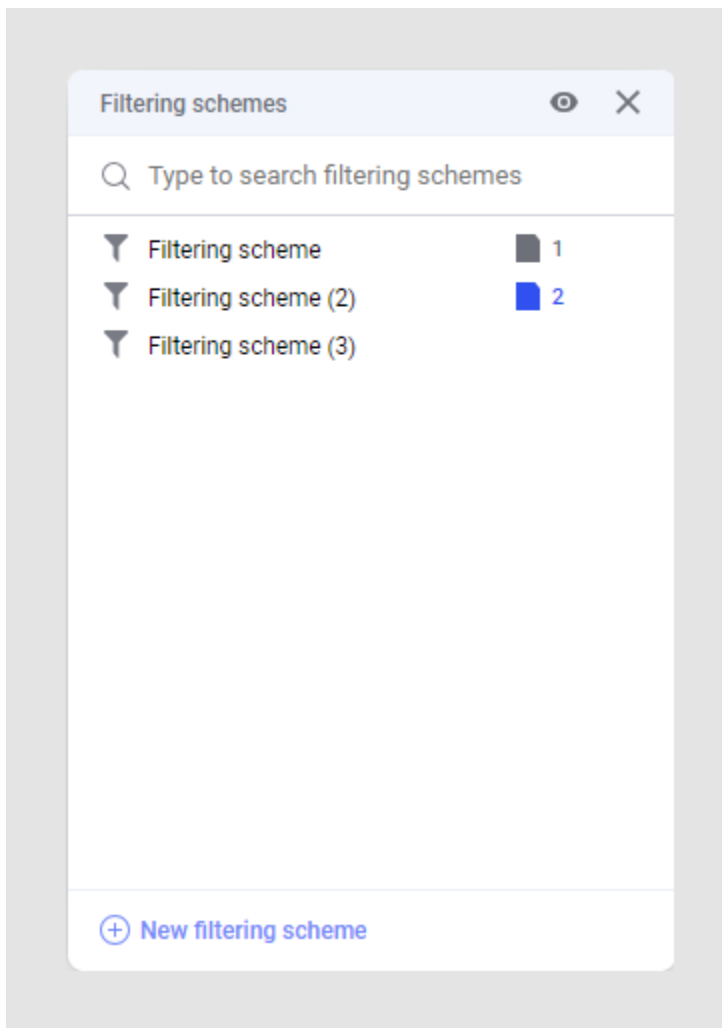 Filtering schemes
Type to search filtering schemes
Filtering scheme 1
Filtering scheme (2) 2
Filtering scheme (3)
New filtering scheme